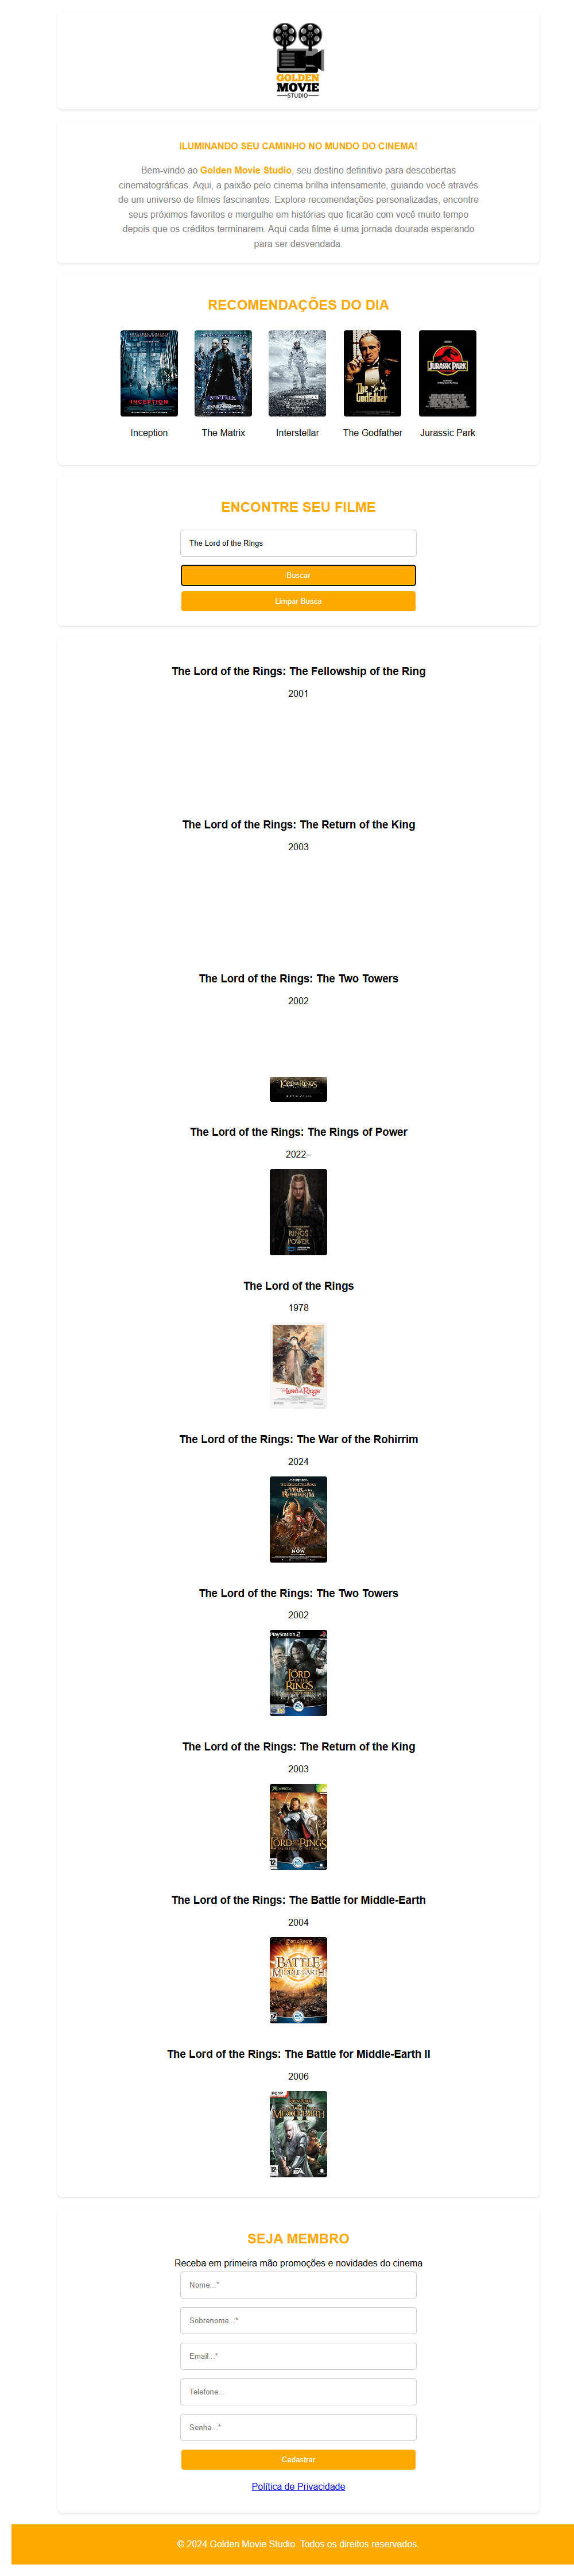 GOLDEN
MOVIE
STUDIO
ILUMINANDO SEU CAMINHO NO MUNDO DO CINEMA!
Bem-vindo ao Golden Movie Studio, seu destino definitivo para descobertas
cinematográficas. Aqui, a paixão pelo cinema brilha intensamente, guiando você através
de um universo de filmes fascinantes. Explore recomendações personalizadas, encontre
seus próximos favoritos e mergulhe em histórias que ficarão com você muito tempo
depois que os créditos terminarem. Aqui cada filme é uma jornada dourada esperando
para ser desvendada.
RECOMENDAÇÕES DO DIA
INCEPTION
MATRIX
The Godfather
JURASSIC PARK
Inception
The Matrix
Interstellar
The Godfather
Jurassic Park
ENCONTRE SEU FILME
The Lord of the Rings
Buscar
Limpar Busca
The Lord of the Rings: The Fellowship of the Ring
2001
The Lord of the Rings: The Return of the King
2003
The Lord of the Rings: The Two Towers
2002
The Lord of the Rings: The Rings of Power
2022–
The Lord of the Rings
1978
The Lord of the Rings: The War of the Rohirrim
2024
The Lord of the Rings: The Two Towers
2002
PlayStation 2
The Lord of the Rings: The Return of the King
2003
The Lord of the Rings: The Battle for Middle-Earth
2004
The Lord of the Rings: The Battle for Middle-Earth II
2006
SEJA MEMBRO
Receba em primeira mão promoções e novidades do cinema
Nome...*
Sobrenome...*
Email...*
Telefone...
Senha...*
Cadastrar
Política de Privacidade
© 2024 Golden Movie Studio. Todos os direitos reservados.